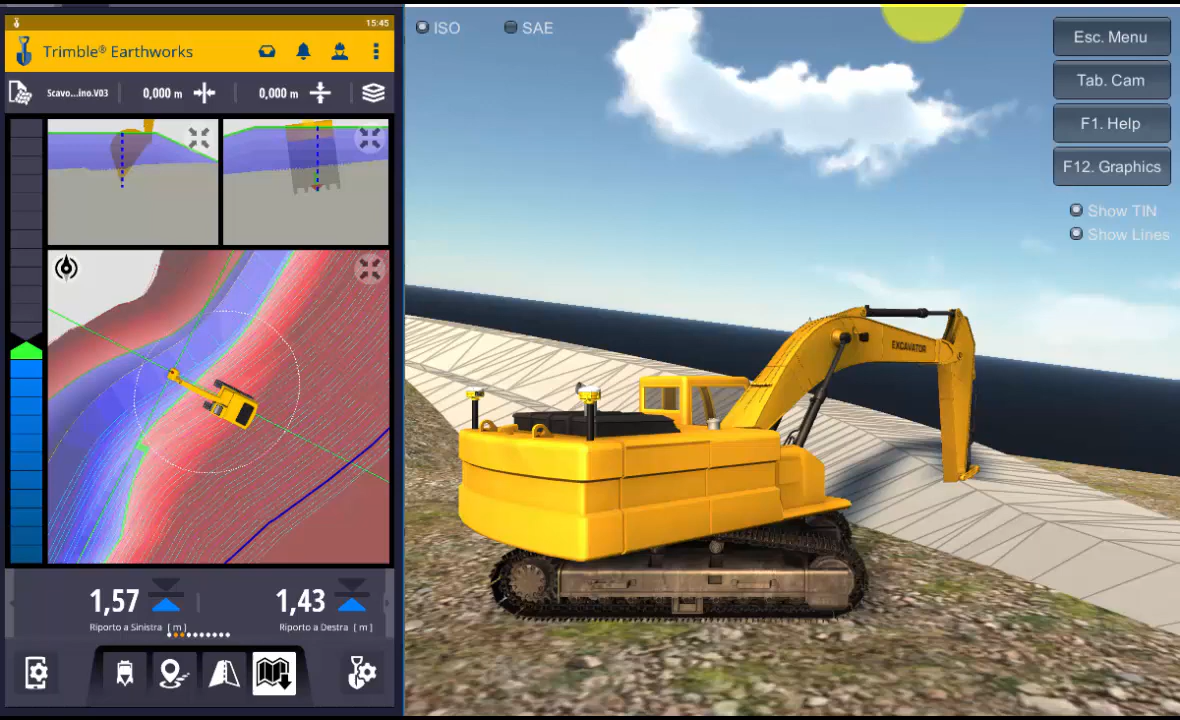 15:45
Trimble® Earthworks
Scavo...ino.V03
0,000 m
0,000 m
1,57
Riporto a Sinistra [ m ]
1,43
Riporto a Destra [ m ]
ISO
SAE
Esc. Menu
Tab. Cam
F1. Help
F12. Graphics
Show TIN
Show Lines
EXCAVATOR